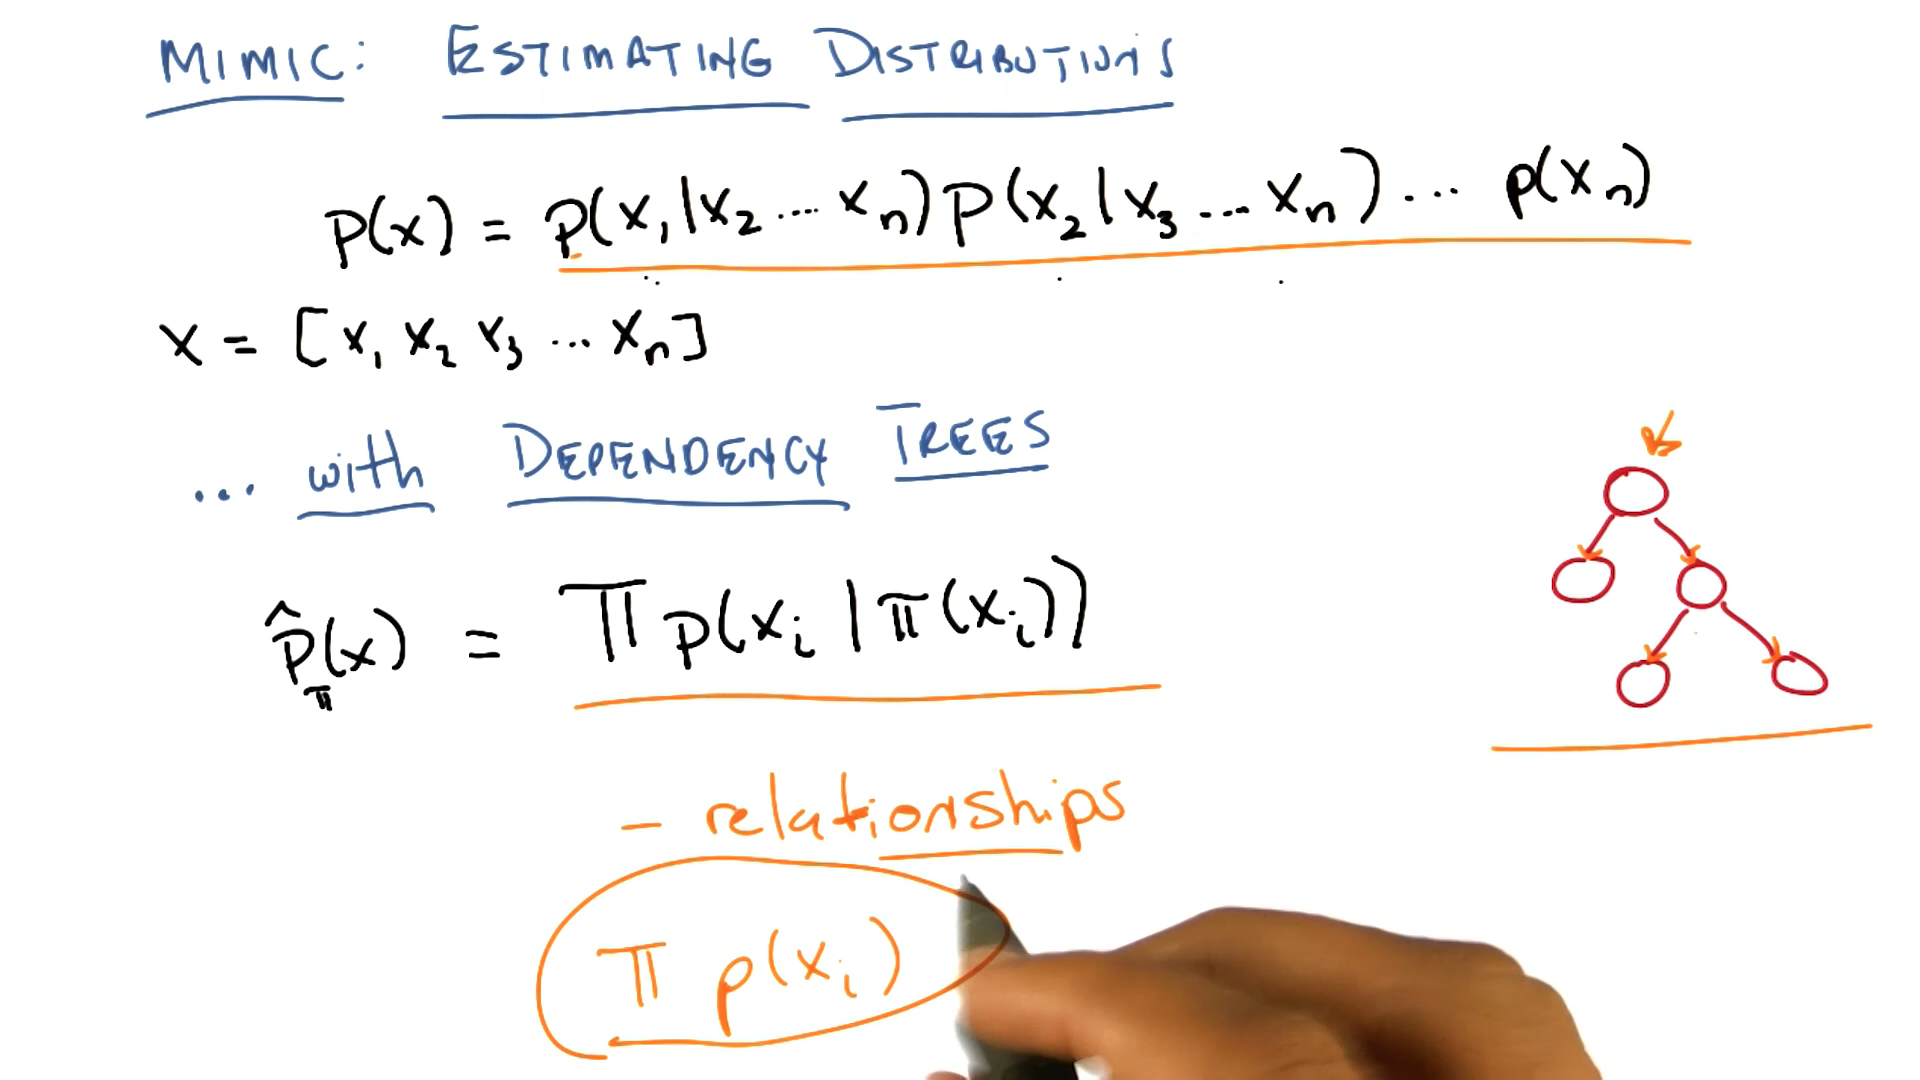 MIMIC: ESTIMATING DISTRIBUTIONS
P(x) = p(x₁|x₂ ... xₙ) p(x₂|x₃ ... xₙ) ... p(xₙ)
x = [x₁ x₂ x₃ ... xₙ]
... with DEPENDENCY TREES
p̂_π(x) = Π p(xᵢ|π(xᵢ))
- relationships
Π p(xᵢ)